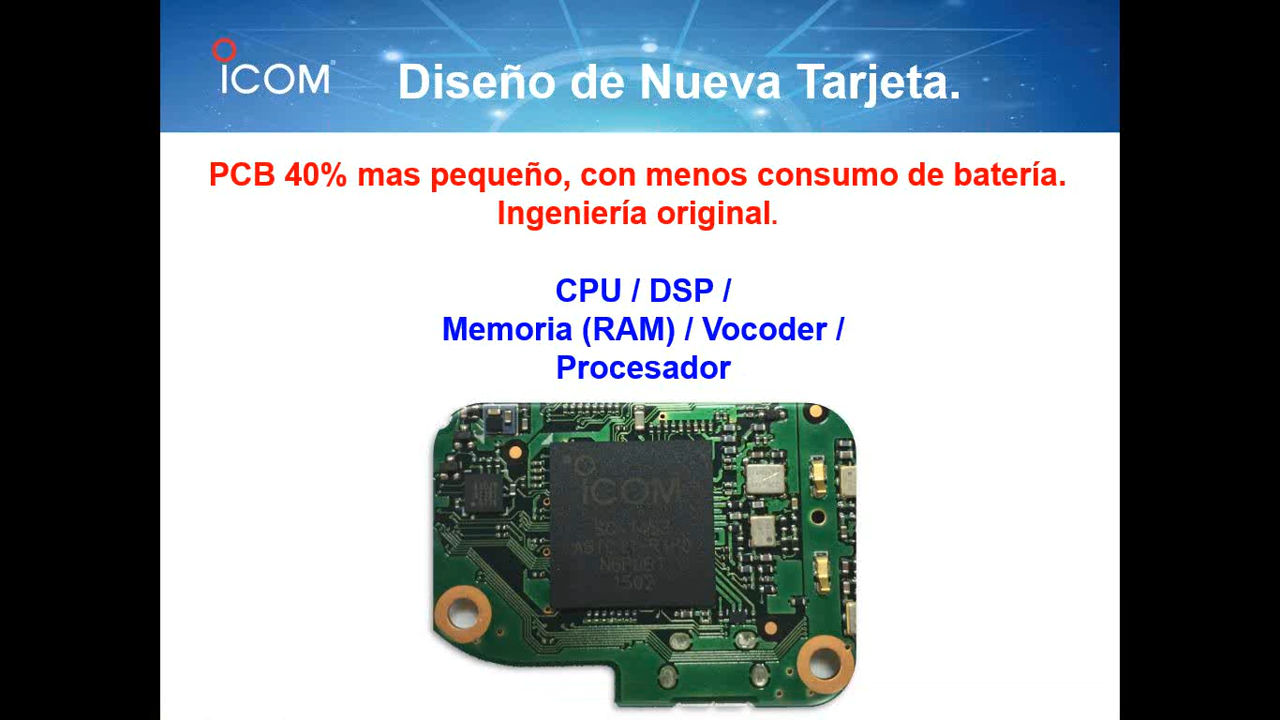 ICOM
Diseño de Nueva Tarjeta.
PCB 40% mas pequeño, con menos consumo de batería.
Ingeniería original.
CPU / DSP /
Memoria (RAM) / Vocoder /
Procesador
ICOM
1502